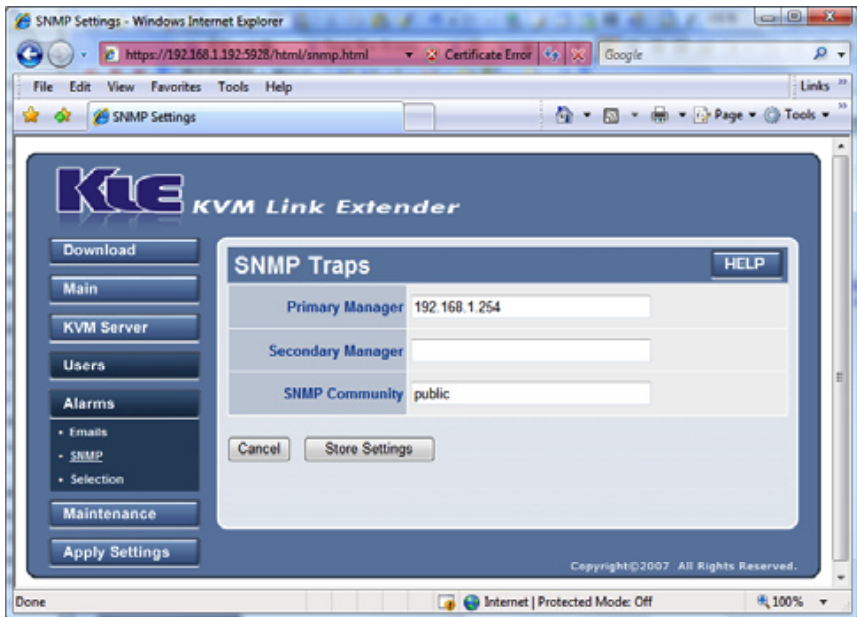 SNMP Settings - Windows Internet Explorer
https://192.168.1.192:5928/html/snmp.html
Certificate Error
Google
File Edit View Favorites Tools Help
Links
SNMP Settings
Page Tools
KLE KVM Link Extender
Download
Main
KVM Server
Users
Alarms
• Emails
- SNMP
• Selection
Maintenance
Apply Settings
SNMP Traps
HELP
Primary Manager 192.168.1.254
Secondary Manager
SNMP Community public
Cancel Store Settings
Copyright©2007 All Rights Reserved.
Done
Internet | Protected Mode: Off
100%